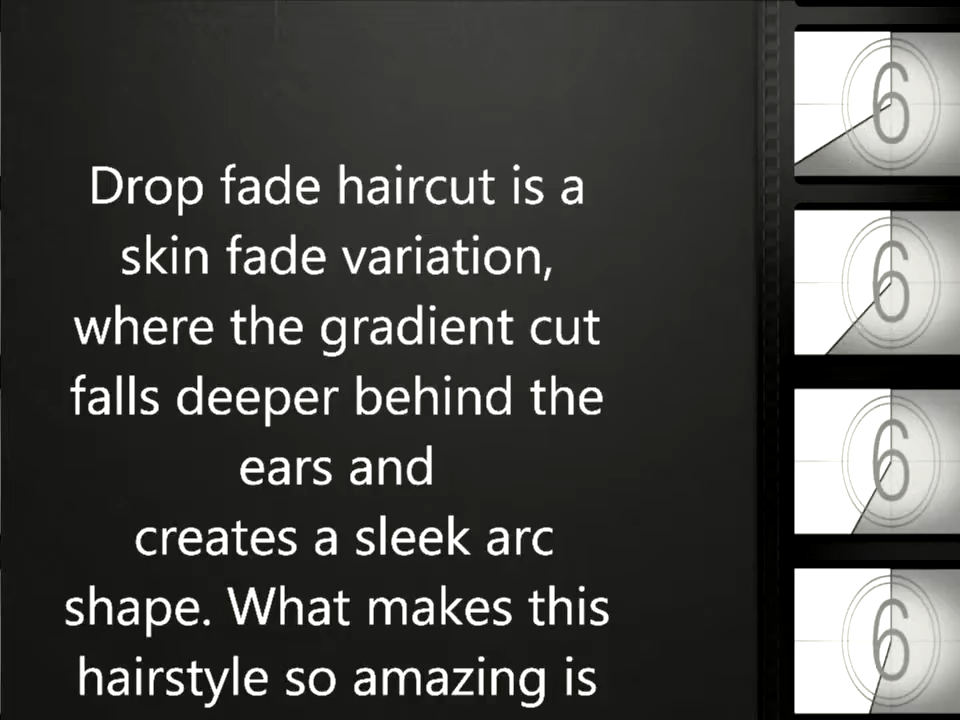 Drop fade haircut is a
skin fade variation,
where the gradient cut
falls deeper behind the
ears and
creates a sleek arc
shape. What makes this
hairstyle so amazing is
6
6
6
6